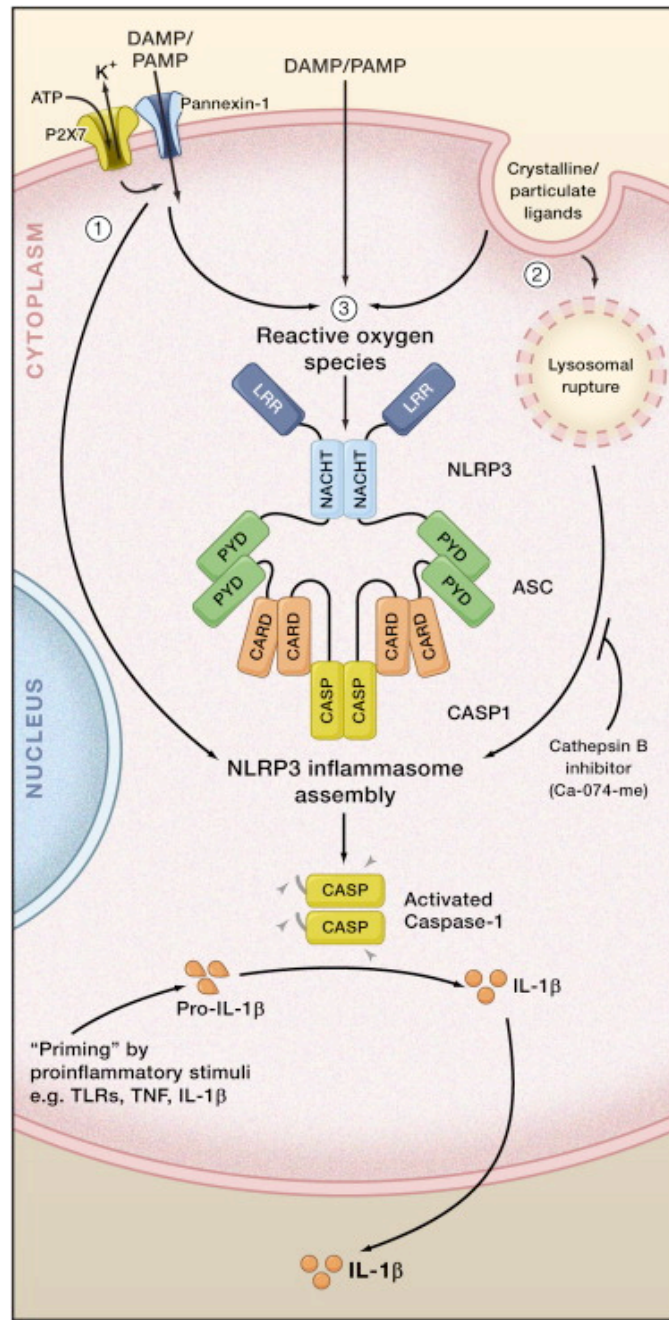 DAMP/
PAMP
K+
ATP
P2X7
Pannexin-1
DAMP/PAMP
Crystalline/
particulate
ligands
1
2
CYTOPLASM
3
Reactive oxygen
species
Lysosomal
rupture
LRR
LRR
NACHT
NACHT
NLRP3
PYD
PYD
PYD
PYD
ASC
CARD
CARD
CARD
CARD
CASP
CASP
CASP1
NUCLEUS
Cathepsin B
inhibitor
(Ca-074-me)
NLRP3 inflammasome
assembly
CASP
CASP
Activated
Caspase-1
Pro-IL-1β
IL-1β
“Priming” by
proinflammatory stimuli
e.g. TLRs, TNF, IL-1β
IL-1β